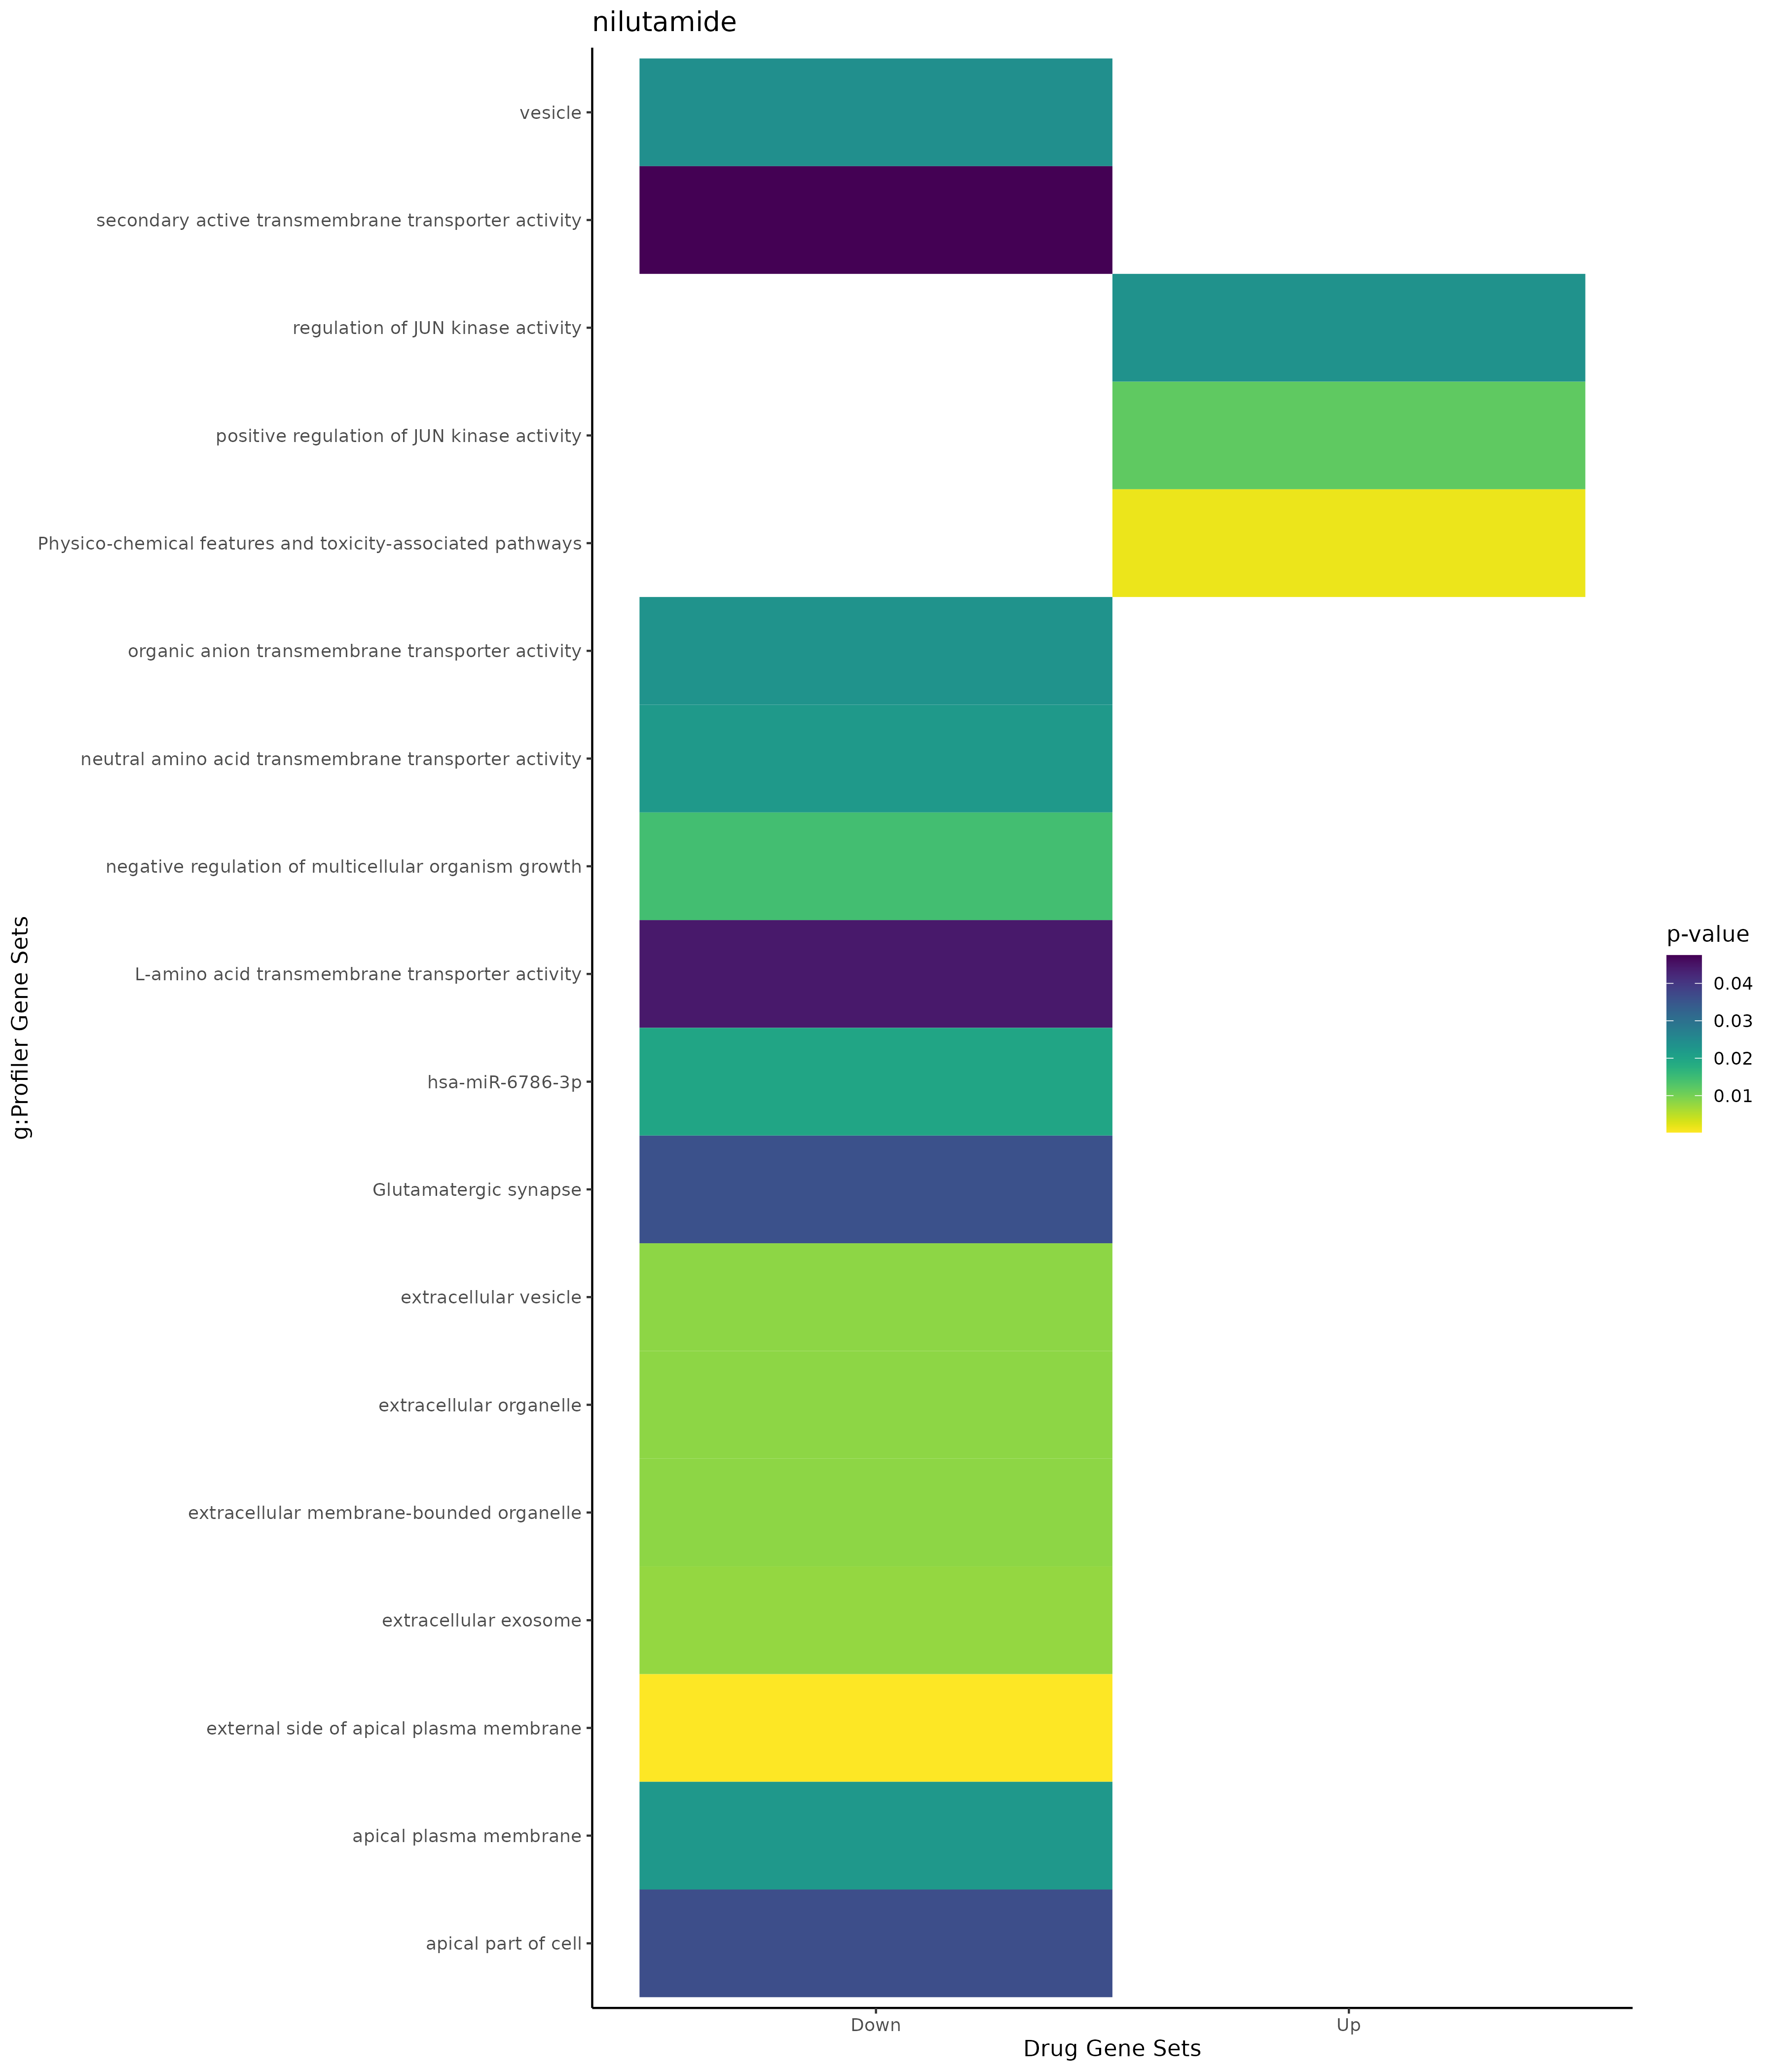 nilutamide
vesicle
secondary active transmembrane transporter activity
regulation of JUN kinase activity
positive regulation of JUN kinase activity
Physico-chemical features and toxicity-associated pathways
organic anion transmembrane transporter activity
neutral amino acid transmembrane transporter activity
negative regulation of multicellular organism growth
L-amino acid transmembrane transporter activity
hsa-miR-6786-3p
Glutamatergic synapse
extracellular vesicle
extracellular organelle
extracellular membrane-bounded organelle
extracellular exosome
external side of apical plasma membrane
apical plasma membrane
apical part of cell
g:Profiler Gene Sets
Down
Up
Drug Gene Sets
p-value
0.04
0.03
0.02
0.01